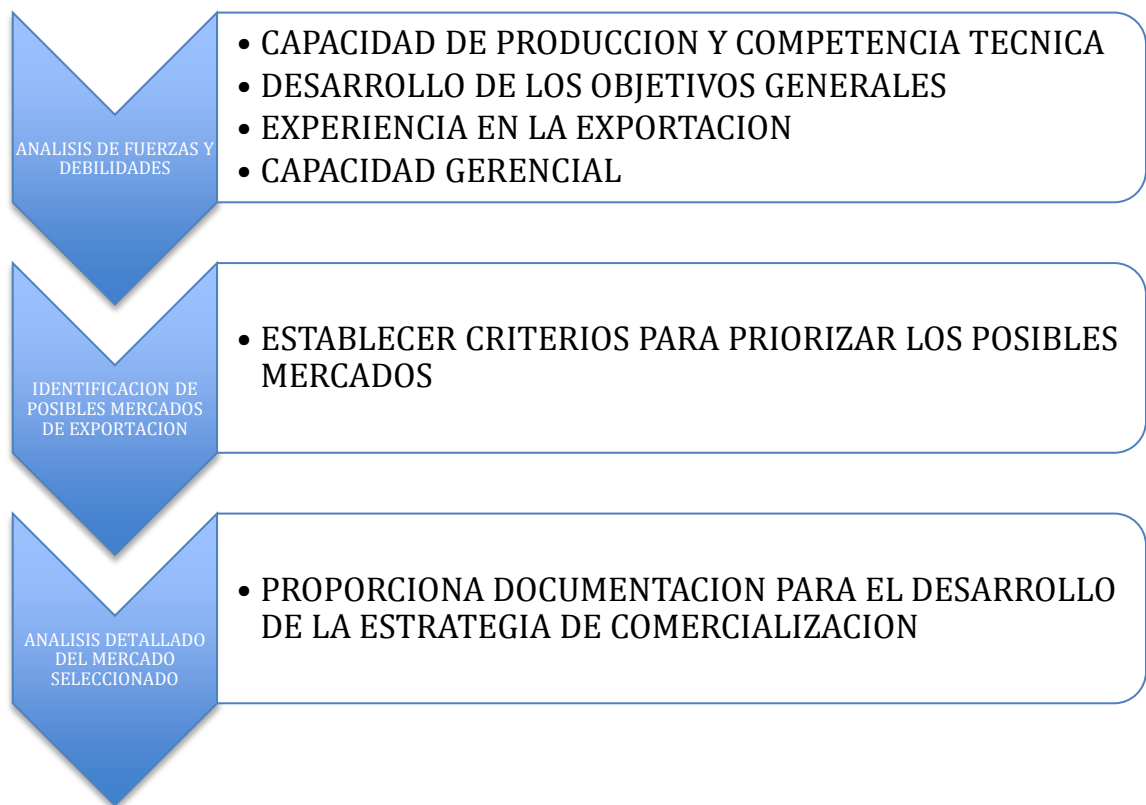 ANALISIS DE FUERZAS Y
DEBILIDADES
• CAPACIDAD DE PRODUCCION Y COMPETENCIA TECNICA
• DESARROLLO DE LOS OBJETIVOS GENERALES
• EXPERIENCIA EN LA EXPORTACION
• CAPACIDAD GERENCIAL
IDENTIFICACION DE
POSIBLES MERCADOS
DE EXPORTACION
• ESTABLECER CRITERIOS PARA PRIORIZAR LOS POSIBLES
MERCADOS
ANALISIS DETALLADO
DEL MERCADO
SELECCIONADO
• PROPORCIONA DOCUMENTACION PARA EL DESARROLLO
DE LA ESTRATEGIA DE COMERCIALIZACION